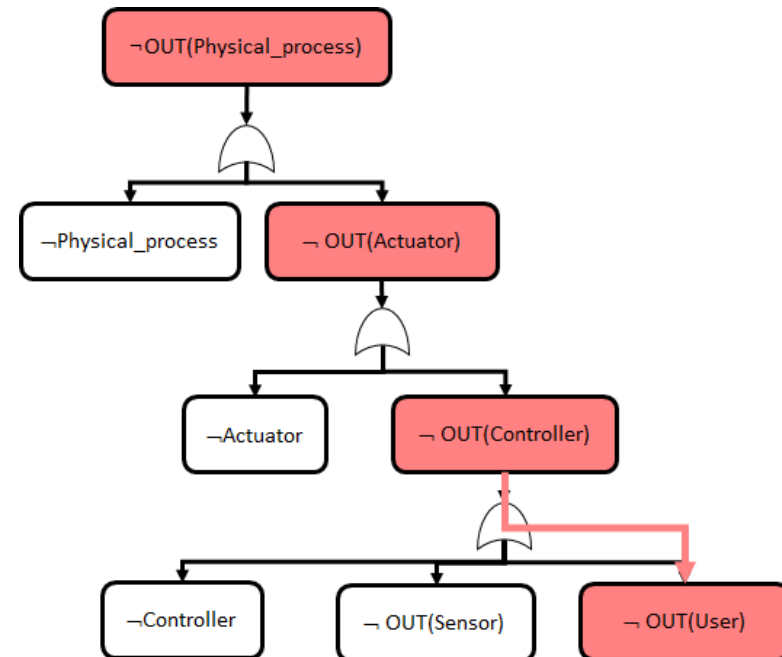 ¬OUT(Physical_process)
¬Physical_process
¬ OUT(Actuator)
¬Actuator
¬ OUT(Controller)
¬Controller
¬ OUT(Sensor)
¬ OUT(User)